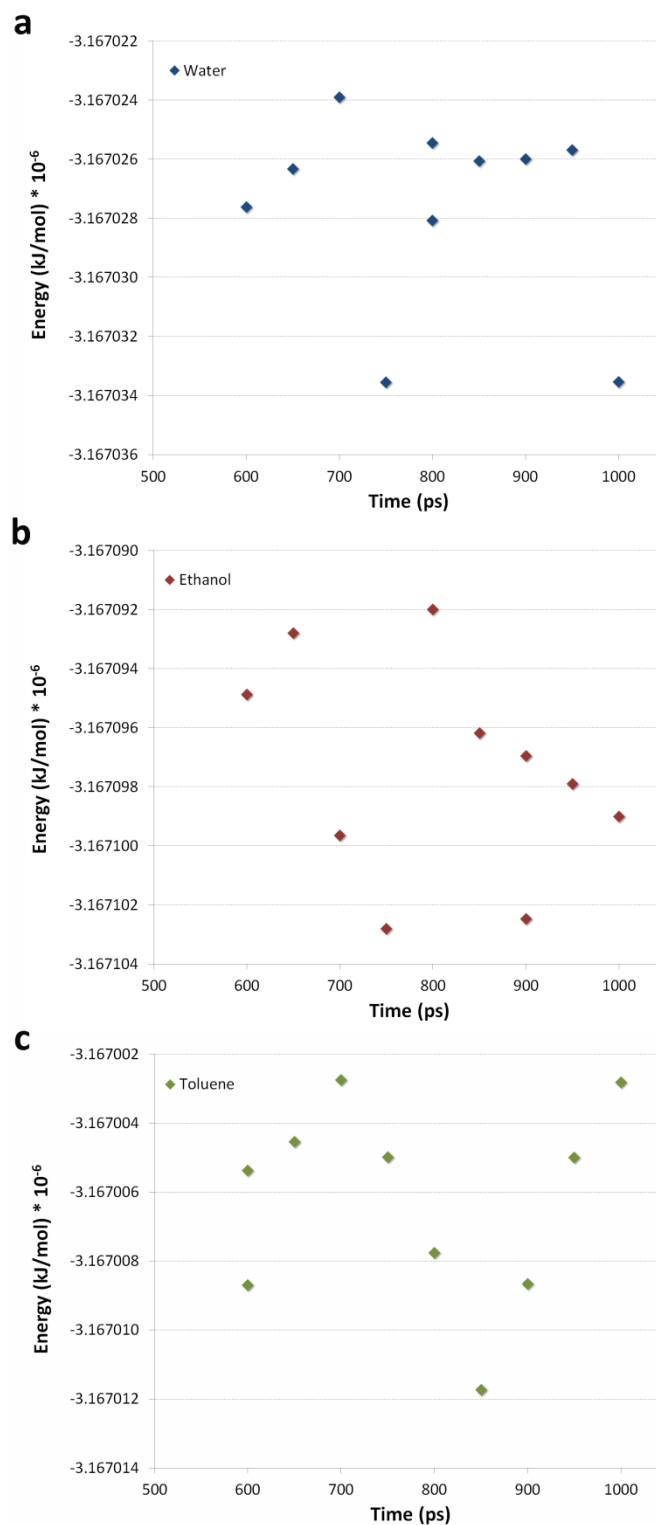 a
-3.167022
Water
-3.167024
-3.167026
-3.167028
-3.167030
-3.167032
-3.167034
-3.167036
Energy (kJ/mol) * 10-6
500 600 700 800 900 1000
Time (ps)
b
-3.167090
Ethanol
-3.167092
-3.167094
-3.167096
-3.167098
-3.167100
-3.167102
-3.167104
Energy (kJ/mol) * 10-6
500 600 700 800 900 1000
Time (ps)
c
-3.167002
Toluene
-3.167004
-3.167006
-3.167008
-3.167010
-3.167012
-3.167014
Energy (kJ/mol) * 10-6
500 600 700 800 900 1000
Time (ps)